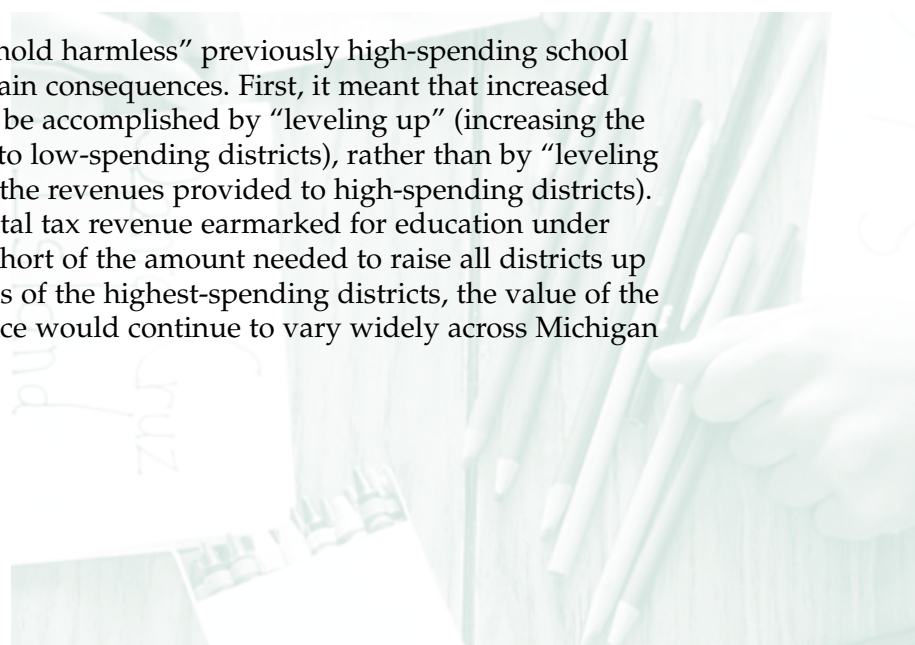 hold harmless” previously high-spending school
ain consequences. First, it meant that increased
be accomplished by “leveling up” (increasing the
to low-spending districts), rather than by “leveling
the revenues provided to high-spending districts).
tal tax revenue earmarked for education under
hort of the amount needed to raise all districts up
s of the highest-spending districts, the value of the
ce would continue to vary widely across Michigan